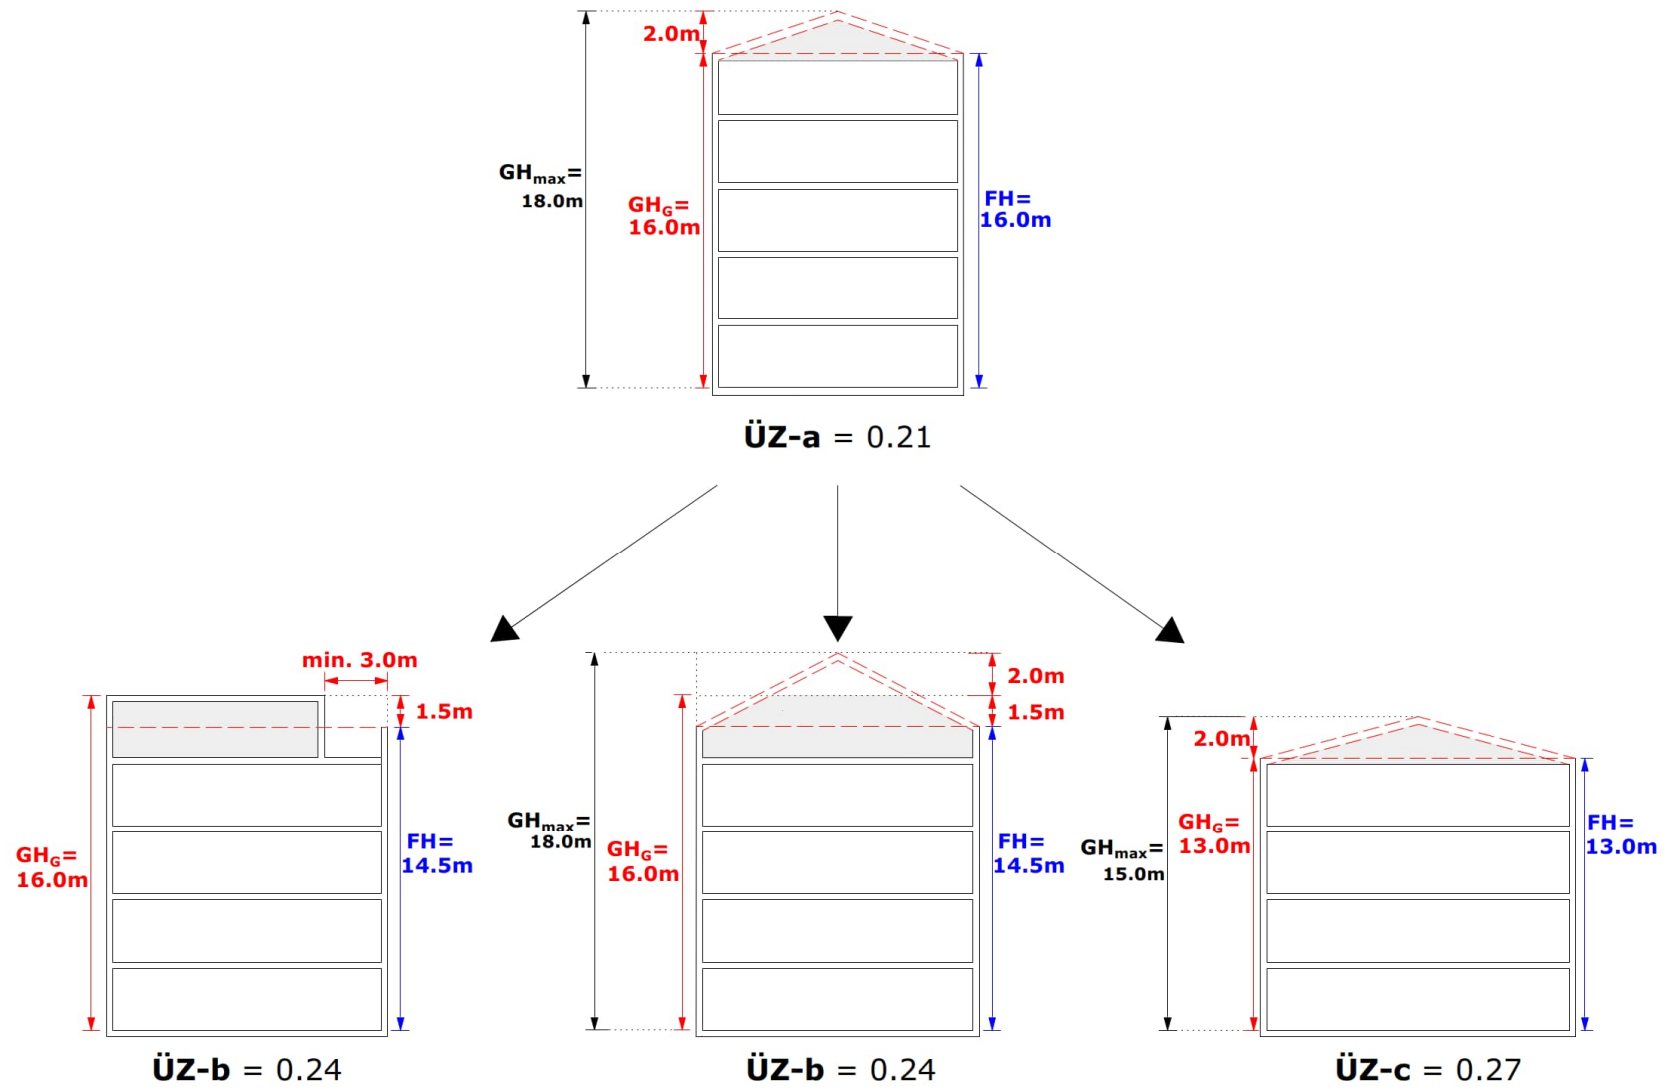 2.0m
GHmax=
18.0m
GHG=
16.0m
FH=
16.0m
ÜZ-a = 0.21
min. 3.0m
1.5m
GHG=
16.0m
FH=
14.5m
ÜZ-b = 0.24
2.0m
1.5m
GHmax=
18.0m
GHG=
16.0m
FH=
14.5m
ÜZ-b = 0.24
2.0m
GHmax=
15.0m
GHG=
13.0m
FH=
13.0m
ÜZ-c = 0.27